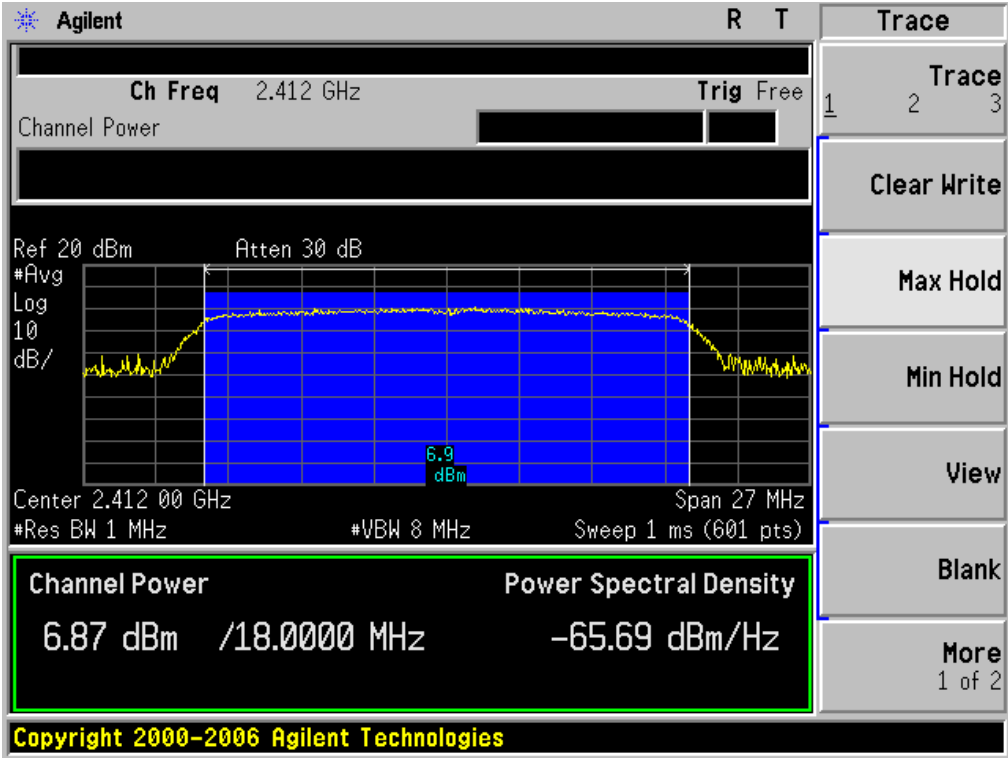 Agilent R T
Trace
Ch Freq 2.412 GHz Trig Free
Channel Power
Trace
1 2 3
Clear Write
Max Hold
Min Hold
View
Blank
More
1 of 2
Ref 20 dBm Atten 30 dB
#Avg
Log
10
dB/
6.9
dBm
Center 2.412 00 GHz Span 27 MHz
#Res BW 1 MHz #VBW 8 MHz Sweep 1 ms (601 pts)
Channel Power Power Spectral Density
6.87 dBm /18.0000 MHz -65.69 dBm/Hz
Copyright 2000-2006 Agilent Technologies